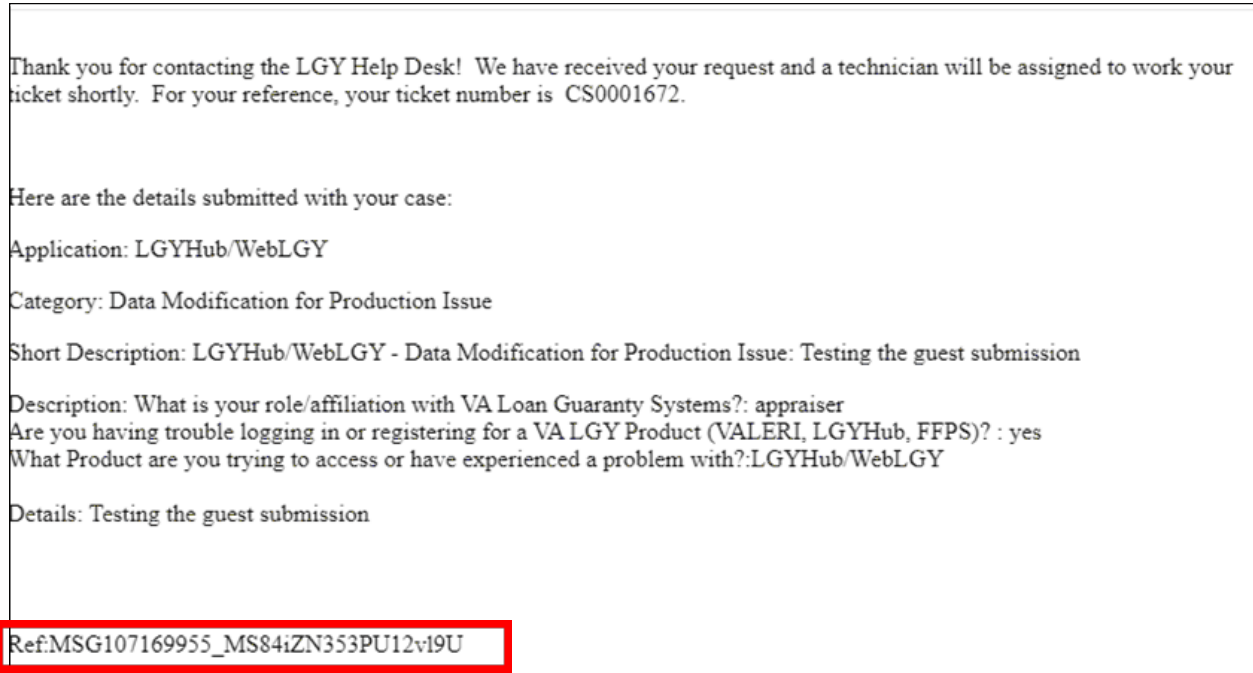 Thank you for contacting the LGY Help Desk!  We have received your request and a technician will be assigned to work your
ticket shortly.  For your reference, your ticket number is  CS0001672.
Here are the details submitted with your case:
Application: LGYHub/WebLGY
Category: Data Modification for Production Issue
Short Description: LGYHub/WebLGY - Data Modification for Production Issue: Testing the guest submission
Description: What is your role/affiliation with VA Loan Guaranty Systems?: appraiser
Are you having trouble logging in or registering for a VA LGY Product (VALERI, LGYHub, FFPS)? : yes
What Product are you trying to access or have experienced a problem with?:LGYHub/WebLGY
Details: Testing the guest submission
Ref:MSG107169955_MS84iZN353PU12vl9U